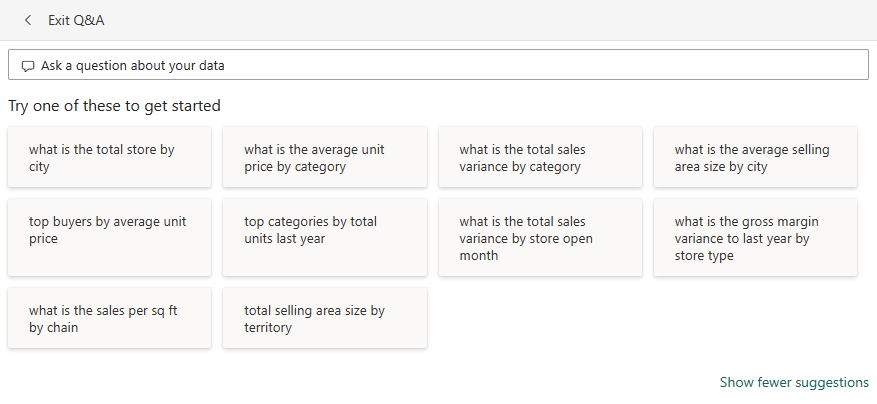 Exit Q&A
Ask a question about your data
Try one of these to get started
what is the total store by
city
what is the average unit
price by category
what is the total sales
variance by category
what is the average selling
area size by city
top buyers by average unit
price
top categories by total
units last year
what is the total sales
variance by store open
month
what is the gross margin
variance to last year by
store type
what is the sales per sq ft
by chain
total selling area size by
territory
Show fewer suggestions